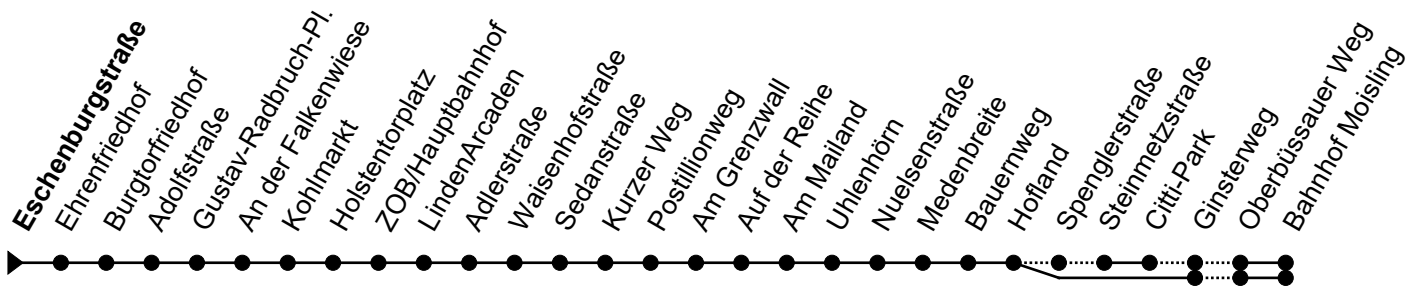 Eschenburgstraße
Ehrenfriedhof
Burgtorfriedhof
Adolfstraße
Gustav-Radbruch-Pl.
An der Falkenwiese
Kohlmarkt
Holstentorplatz
ZOB/Hauptbahnhof
LindenArcaden
Adlerstraße
Waisenhofstraße
Sedanstraße
Kurzer Weg
Postillionweg
Am Grenzwall
Auf der Reihe
Am Mailand
Uhlenhörn
Nuelsenstraße
Medenbreite
Bauernweg
Hofland
Spenglerstraße
Steinmetzstraße
Citti-Park
Ginsterweg
Oberbüssauer Weg
Bahnhof Moisling